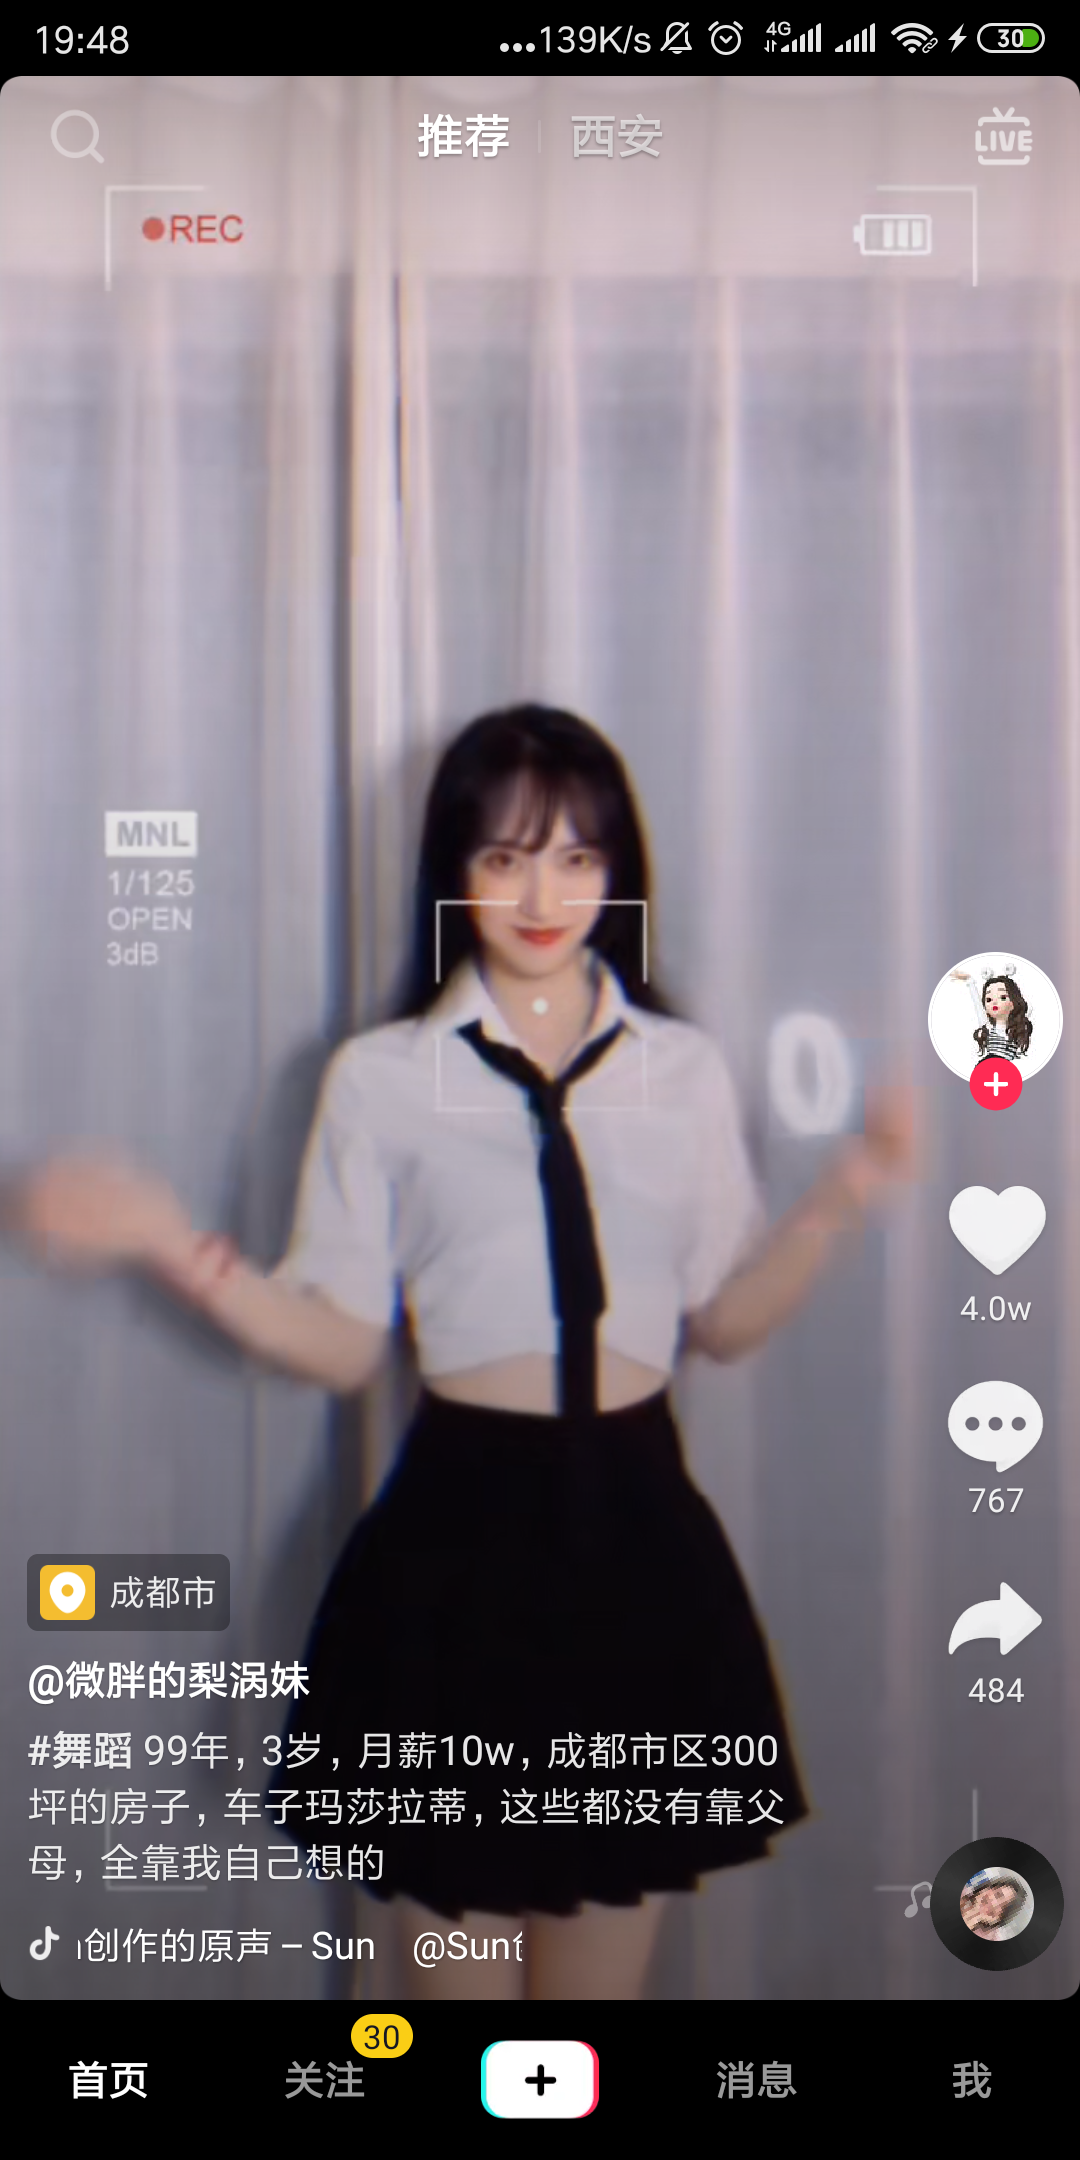 19:48
...139K/s 4G 30
推荐 西安 LIVE
REC
MNL
1/125
OPEN
3dB
4.0w
767
484
成都市
@微胖的梨涡妹
#舞蹈 99年，3岁，月薪10w，成都市区300
坪的房子，车子玛莎拉蒂，这些都没有靠父
母，全靠我自己想的
创作的原声 – Sun @Sun
30
首页 关注 消息 我